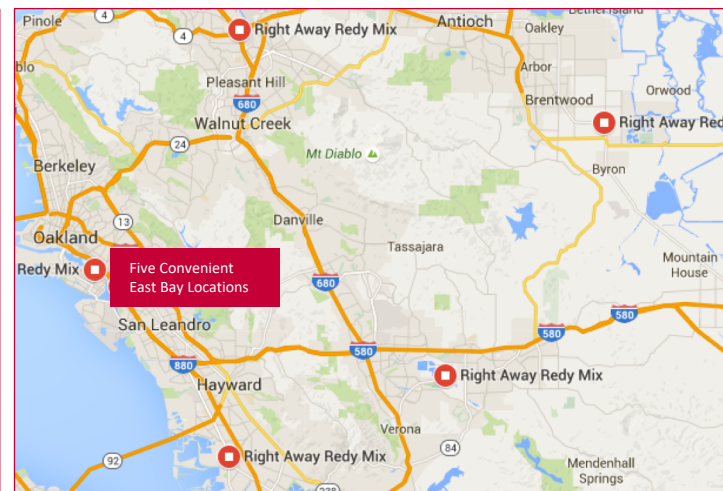 Pinole
4
4
Right Away Redy Mix
Antioch
Oakley
Pleasant Hill
Arbor
680
Brentwood
Orwood
Walnut Creek
Right Away Red
24
Mt Diablo
Berkeley
Byron
13
Danville
Oakland
Tassajara
Mountain
House
Redy Mix
Five Convenient
East Bay Locations
680
San Leandro
580
580
580
880
Hayward
Right Away Redy Mix
Verona
84
92
Right Away Redy Mix
Mendenhall
Springs